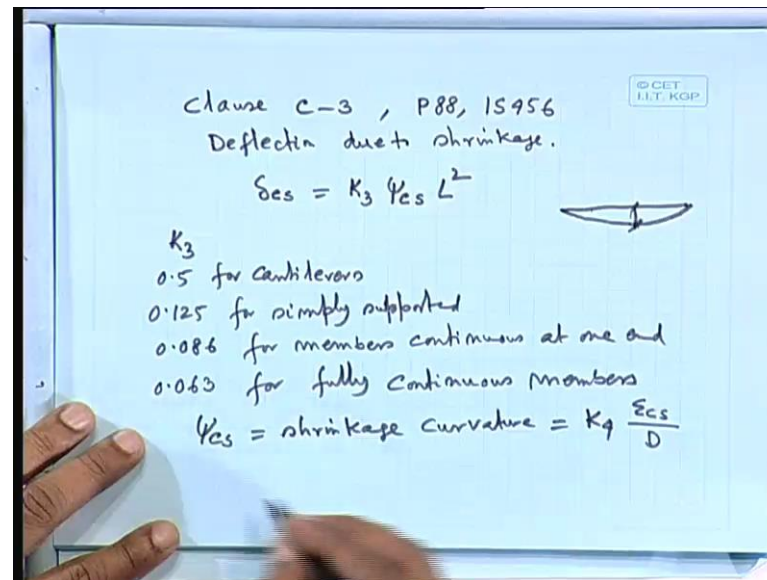 © CET
I.I.T. KGP
Clause C-3 , P88, IS456
Deflectin due to shrinkage.
δcs = K3 ψcs L²
K3
0.5 for cantilevers
0.125 for simply supported
0.086 for members continuous at one end
0.063 for fully continuous members
ψcs = shrinkage curvature = K4 εcs/D